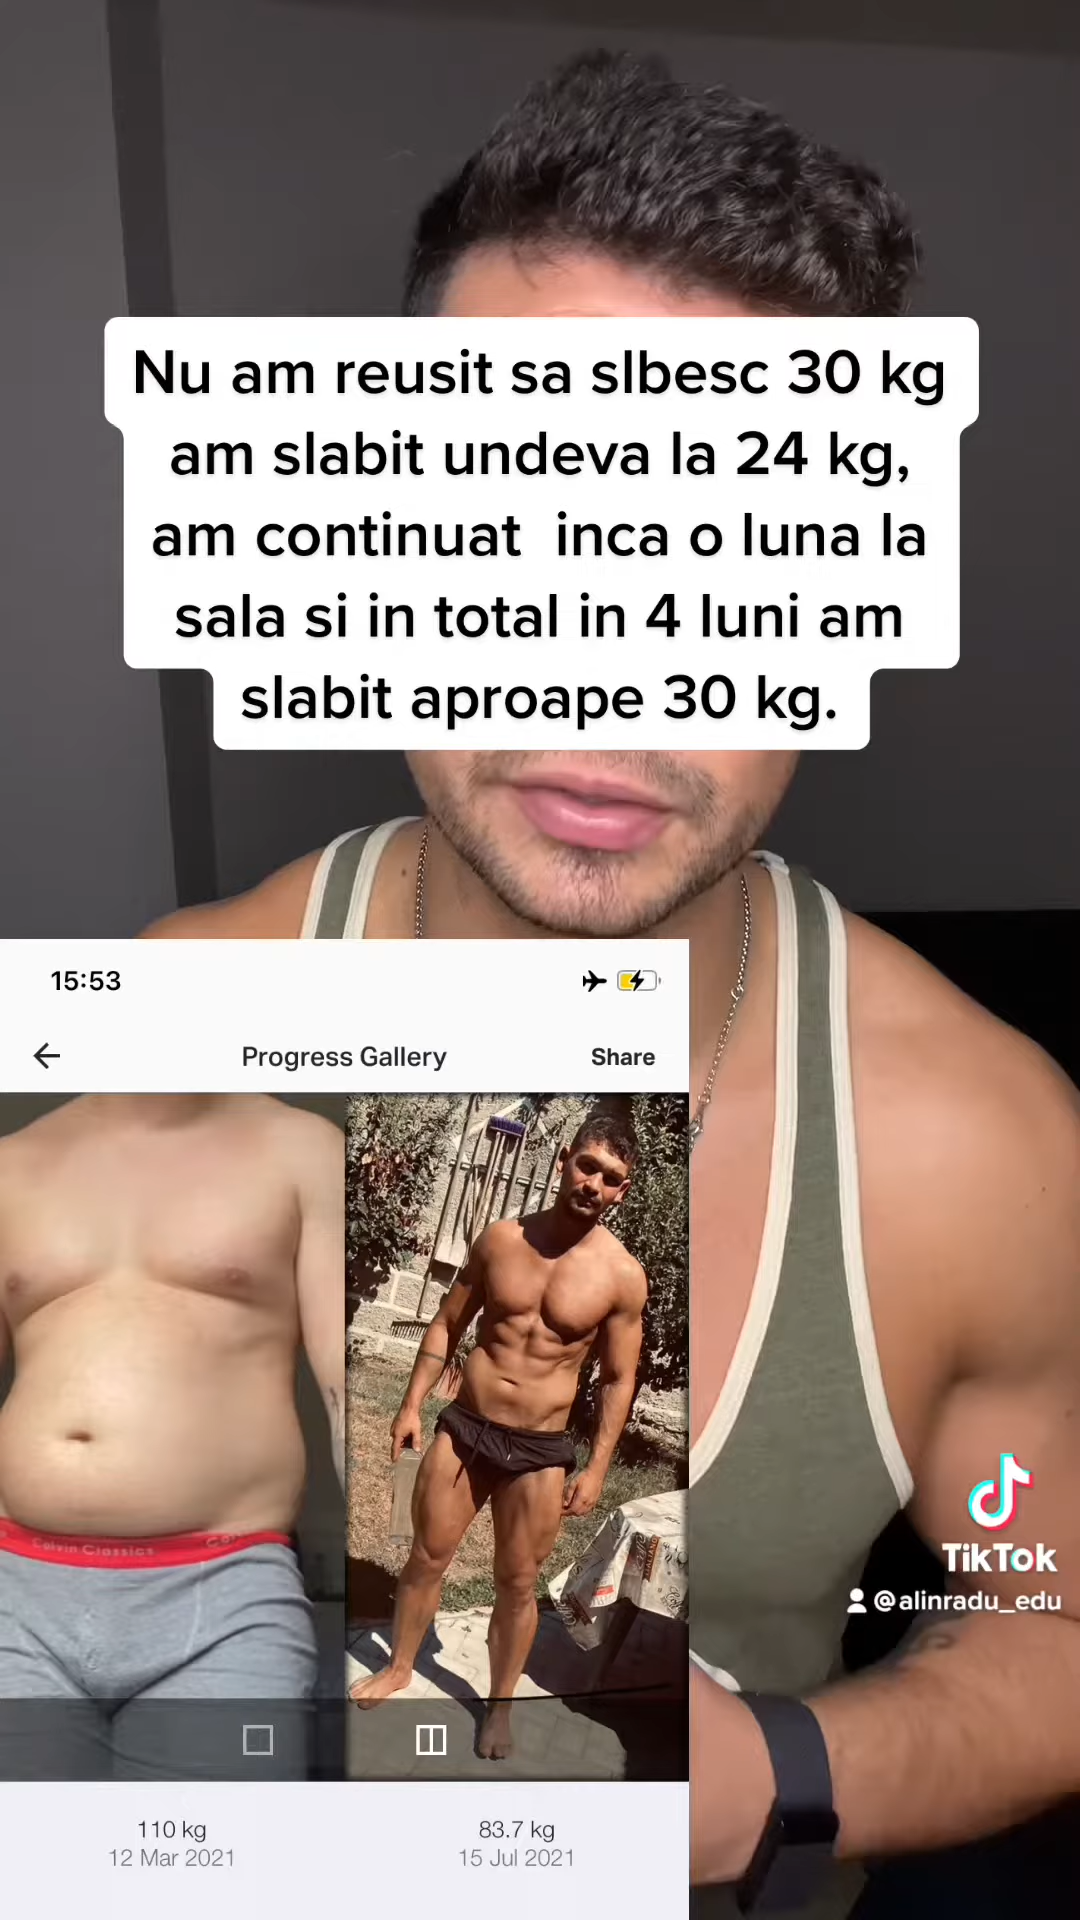 Nu am reusit sa slbesc 30 kg
am slabit undeva la 24 kg,
am continuat  inca o luna la
sala si in total in 4 luni am
slabit aproape 30 kg.
15:53
Progress Gallery
Share
Calvin Classics
110 kg
12 Mar 2021
83.7 kg
15 Jul 2021
TikTok
@alinradu_edu